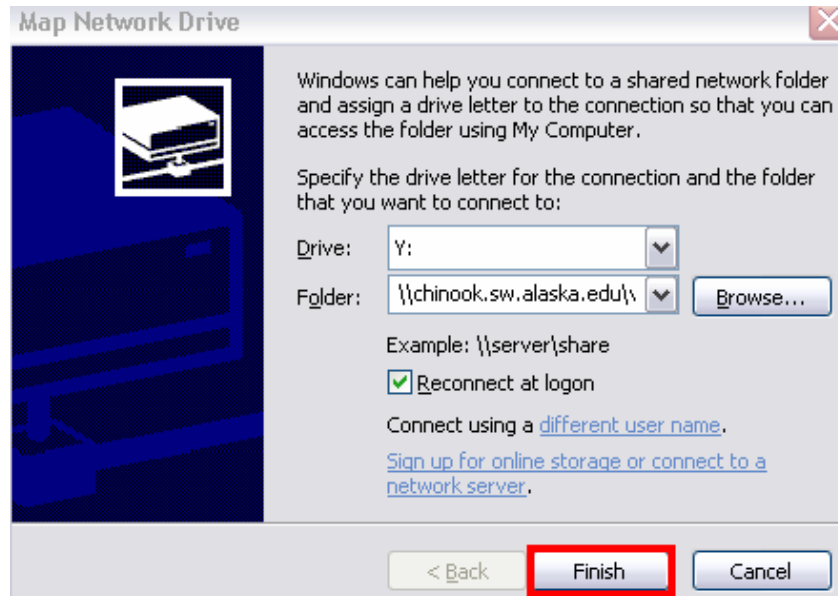 Map Network Drive
Windows can help you connect to a shared network folder
and assign a drive letter to the connection so that you can
access the folder using My Computer.
Specify the drive letter for the connection and the folder
that you want to connect to:
Drive: Y:
Folder: \\chinook.sw.alaska.edu\ Browse...
Example: \\server\share
Reconnect at logon
Connect using a different user name.
Sign up for online storage or connect to a
network server.
< Back Finish Cancel